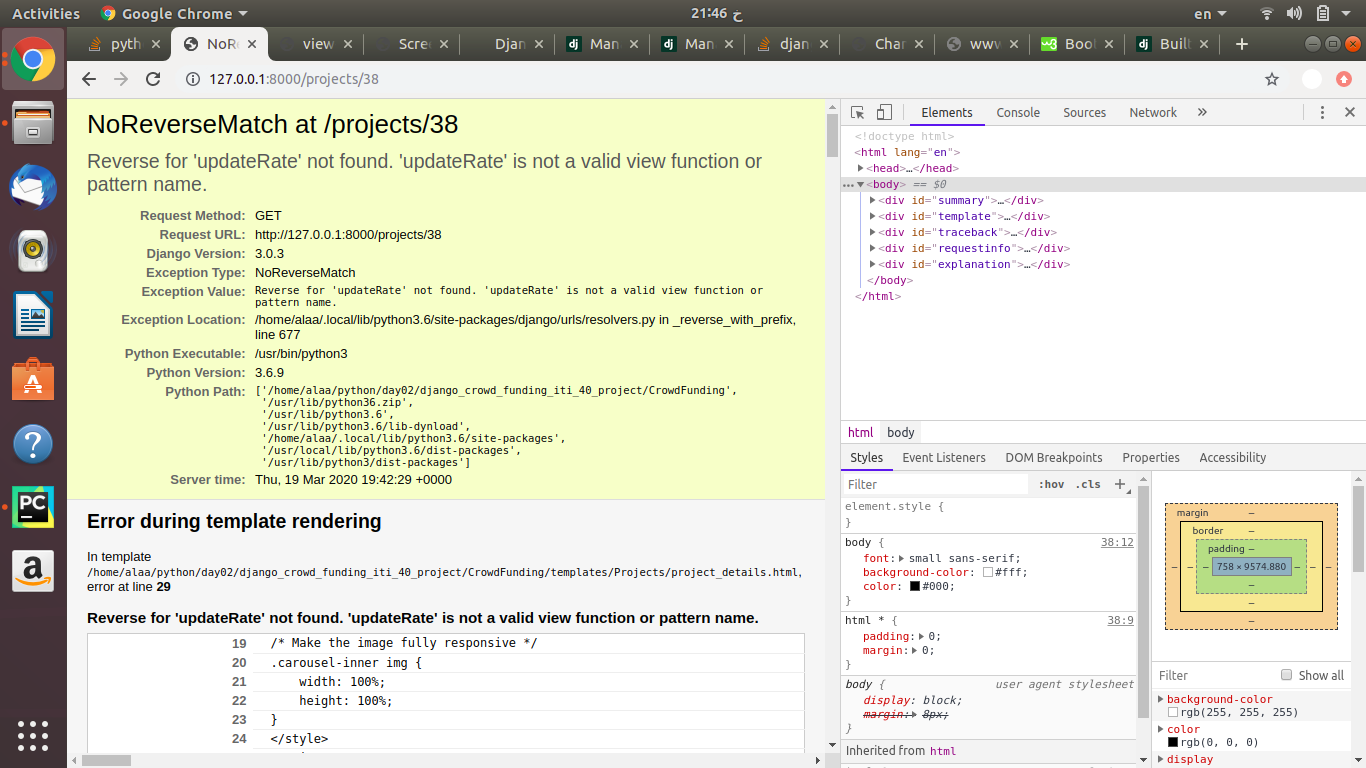 Activities
Google Chrome
21:46 خ
en
pyth
NoRe
view
Scre
Djan
Man
Man
djan
Char
www
Boot
Built
127.0.0.1:8000/projects/38
NoReverseMatch at /projects/38
Reverse for 'updateRate' not found. 'updateRate' is not a valid view function or
pattern name.
Request Method: GET
Request URL: http://127.0.0.1:8000/projects/38
Django Version: 3.0.3
Exception Type: NoReverseMatch
Exception Value: Reverse for 'updateRate' not found. 'updateRate' is not a valid view function or
pattern name.
Exception Location: /home/alaa/.local/lib/python3.6/site-packages/django/urls/resolvers.py in _reverse_with_prefix,
line 677
Python Executable: /usr/bin/python3
Python Version: 3.6.9
Python Path: ['/home/alaa/python/day02/django_crowd_funding_iti_40_project/CrowdFunding',
'/usr/lib/python36.zip',
'/usr/lib/python3.6',
'/usr/lib/python3.6/lib-dynload',
'/home/alaa/.local/lib/python3.6/site-packages',
'/usr/local/lib/python3.6/dist-packages',
'/usr/lib/python3/dist-packages']
Server time: Thu, 19 Mar 2020 19:42:29 +0000
Error during template rendering
In template
/home/alaa/python/day02/django_crowd_funding_iti_40_project/CrowdFunding/templates/Projects/project_details.html,
error at line 29
Reverse for 'updateRate' not found. 'updateRate' is not a valid view function or pattern name.
19 /* Make the image fully responsive */
20 .carousel-inner img {
21 width: 100%;
22 height: 100%;
23 }
24 </style>
Elements
Console
Sources
Network
»
<!doctype html>
<html lang="en">
<head>…</head>
<body> == $0
<div id="summary">…</div>
<div id="template">…</div>
<div id="traceback">…</div>
<div id="requestinfo">…</div>
<div id="explanation">…</div>
</body>
</html>
html body
Styles
Event Listeners
DOM Breakpoints
Properties
Accessibility
Filter
:hov .cls +
element.style {
}
body { 38:12
font: small sans-serif;
background-color: #fff;
color: #000;
}
html * { 38:9
padding: 0;
margin: 0;
}
body { user agent stylesheet
display: block;
margin: 8px;
}
Inherited from html
margin –
border –
padding –
– – – 758 × 9574.880 – – –
–
–
–
Filter
Show all
background-color
rgb(255, 255, 255)
color
rgb(0, 0, 0)
display